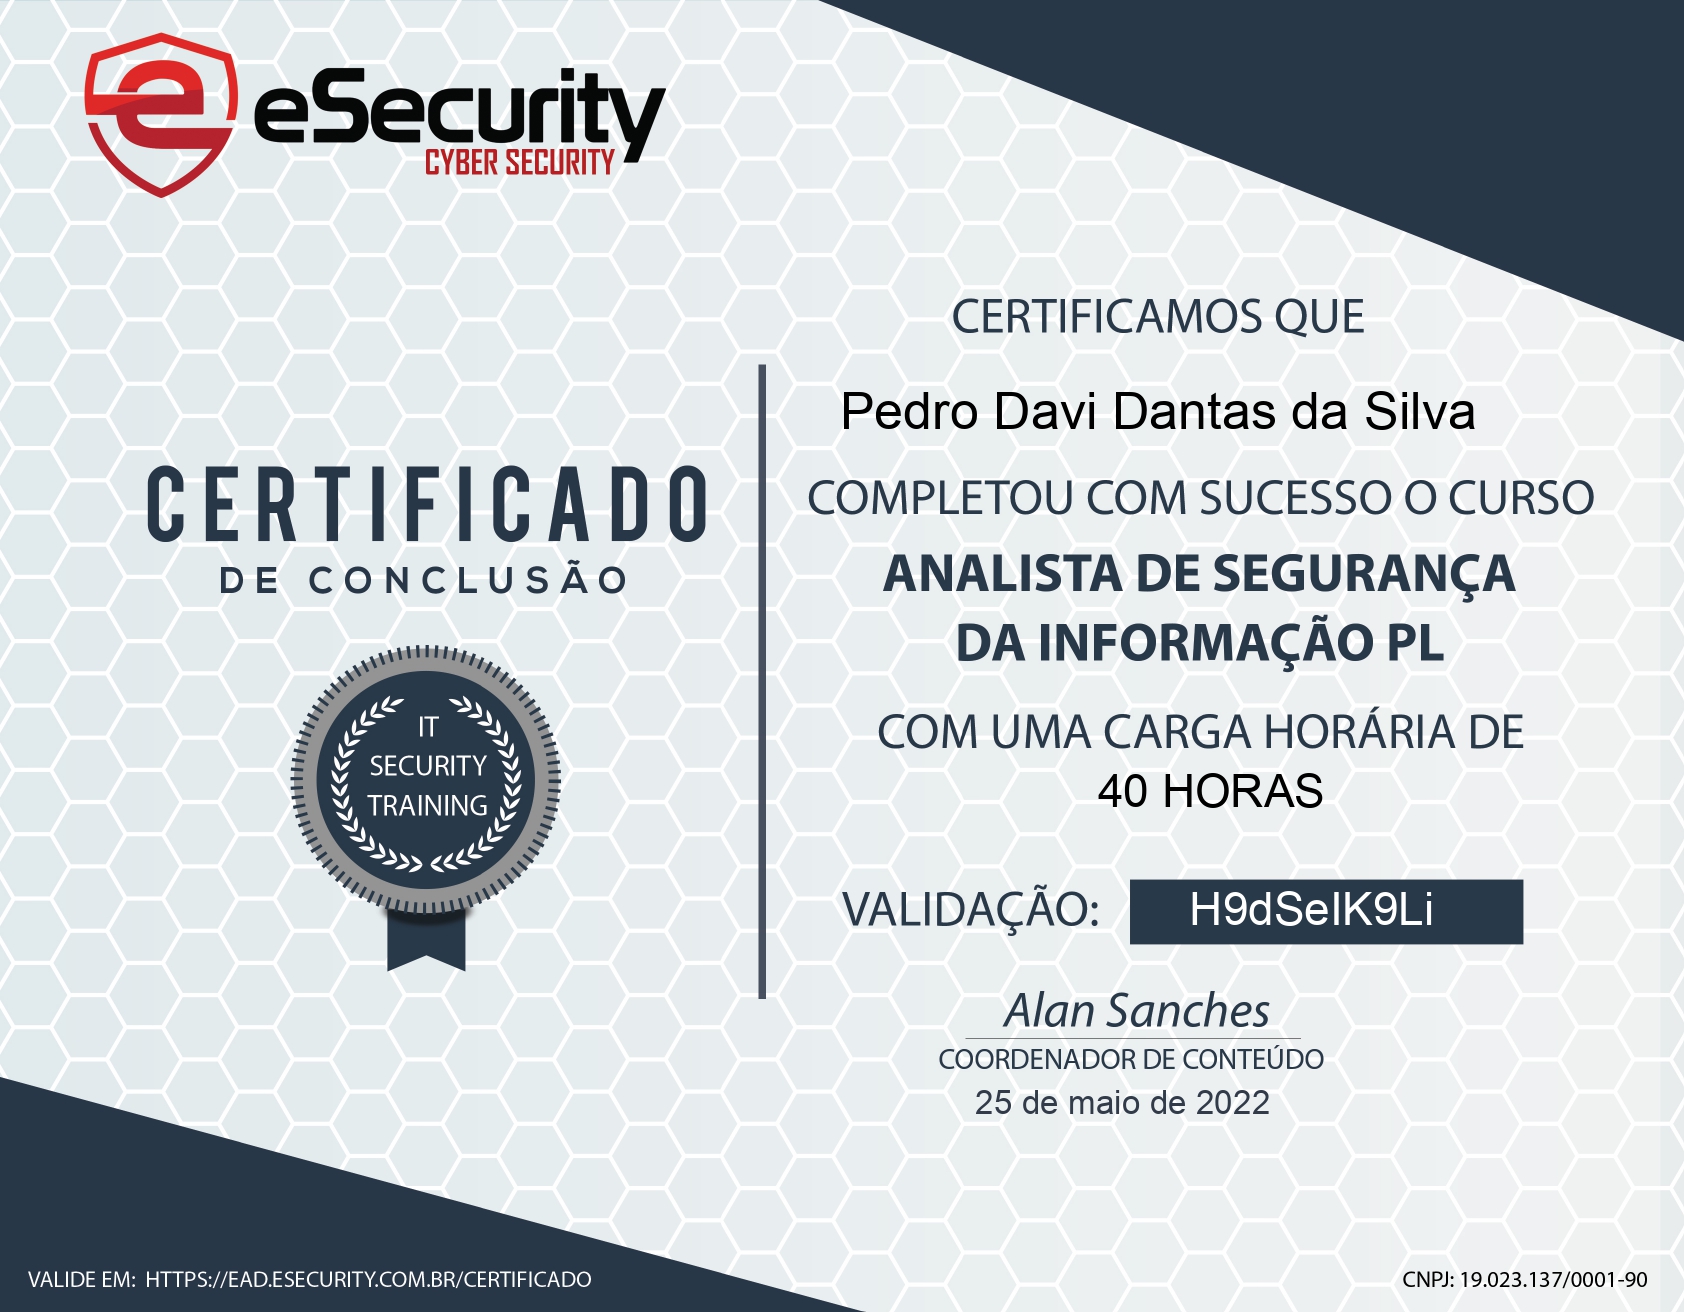 eSecurity
CYBER SECURITY
CERTIFICADO
DE CONCLUSÃO
IT
SECURITY
TRAINING
CERTIFICAMOS QUE
Pedro Davi Dantas da Silva
COMPLETOU COM SUCESSO O CURSO
ANALISTA DE SEGURANÇA
DA INFORMAÇÃO PL
COM UMA CARGA HORÁRIA DE
40 HORAS
VALIDAÇÃO: H9dSeIK9Li
Alan Sanches
COORDENADOR DE CONTEÚDO
25 de maio de 2022
VALIDE EM: HTTPS://EAD.ESECURITY.COM.BR/CERTIFICADO
CNPJ: 19.023.137/0001-90